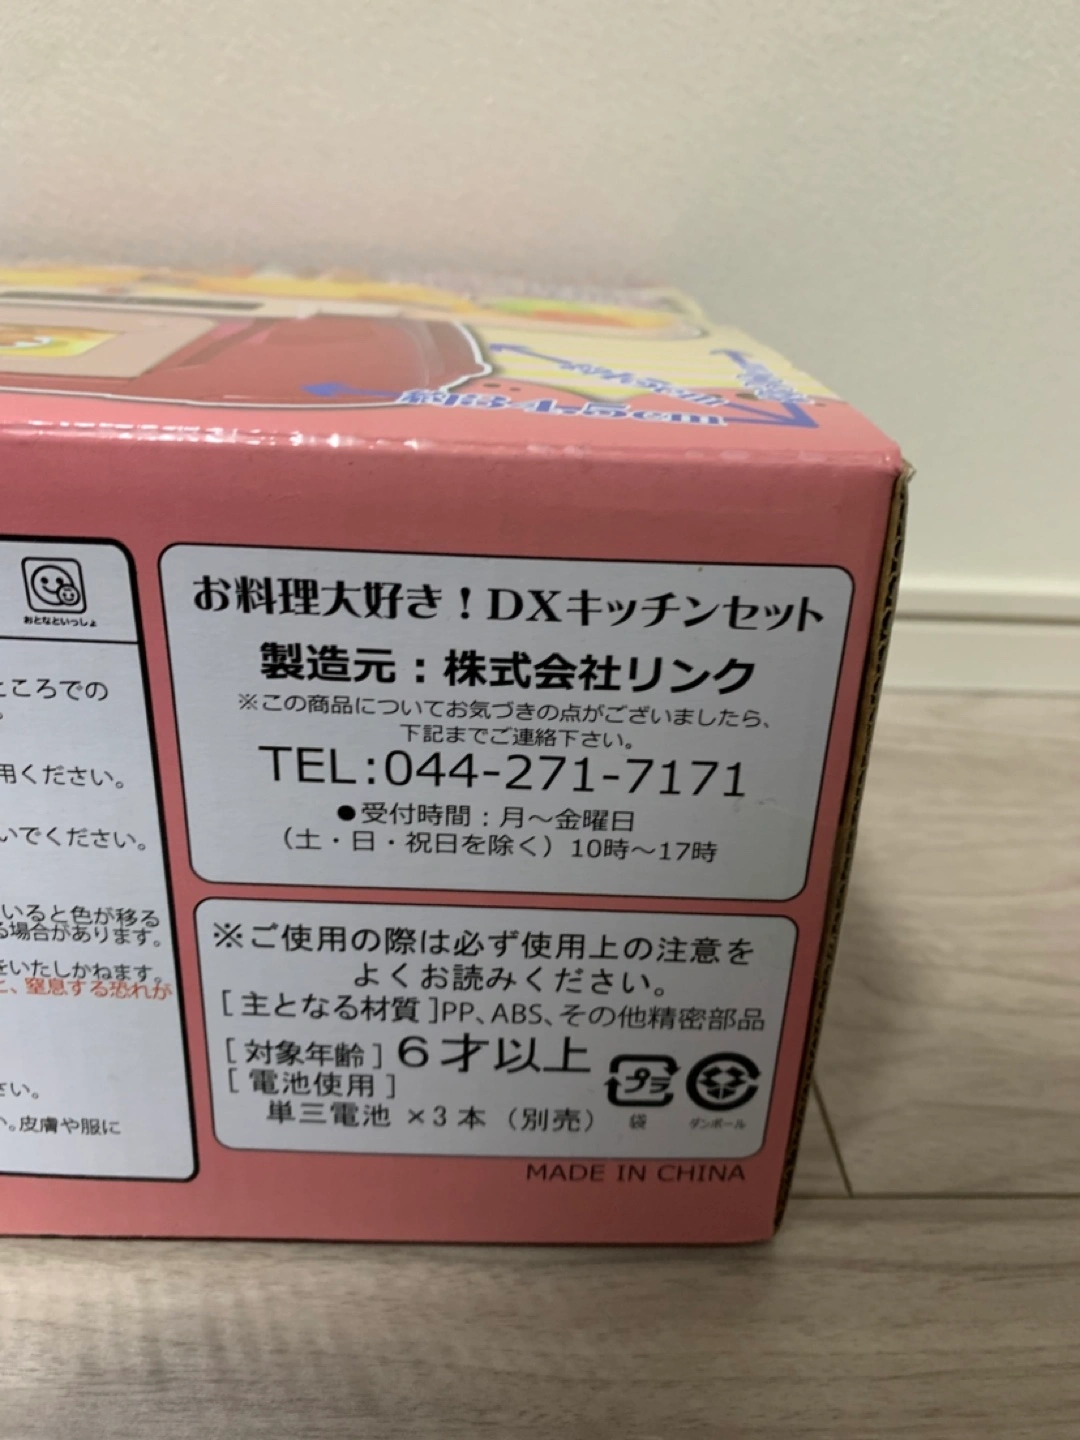 おとなといっしょ
ころでの
用ください。
いでください。
いると色が移る
場合があります。
をいたしかねます。
窒息する恐れが
さい。
皮膚や服に
お料理大好き！DXキッチンセット
製造元：株式会社リンク
※この商品についてお気づきの点がございましたら、
下記までご連絡下さい。
TEL:044-271-7171
●受付時間：月～金曜日
（土・日・祝日を除く）10時～17時
※ご使用の際は必ず使用上の注意を
よくお読みください。
[主となる材質]PP、ABS、その他精密部品
[対象年齢]6才以上
[電池使用]
単三電池 ×3本（別売）
プラ
袋
ダンボール
MADE IN CHINA